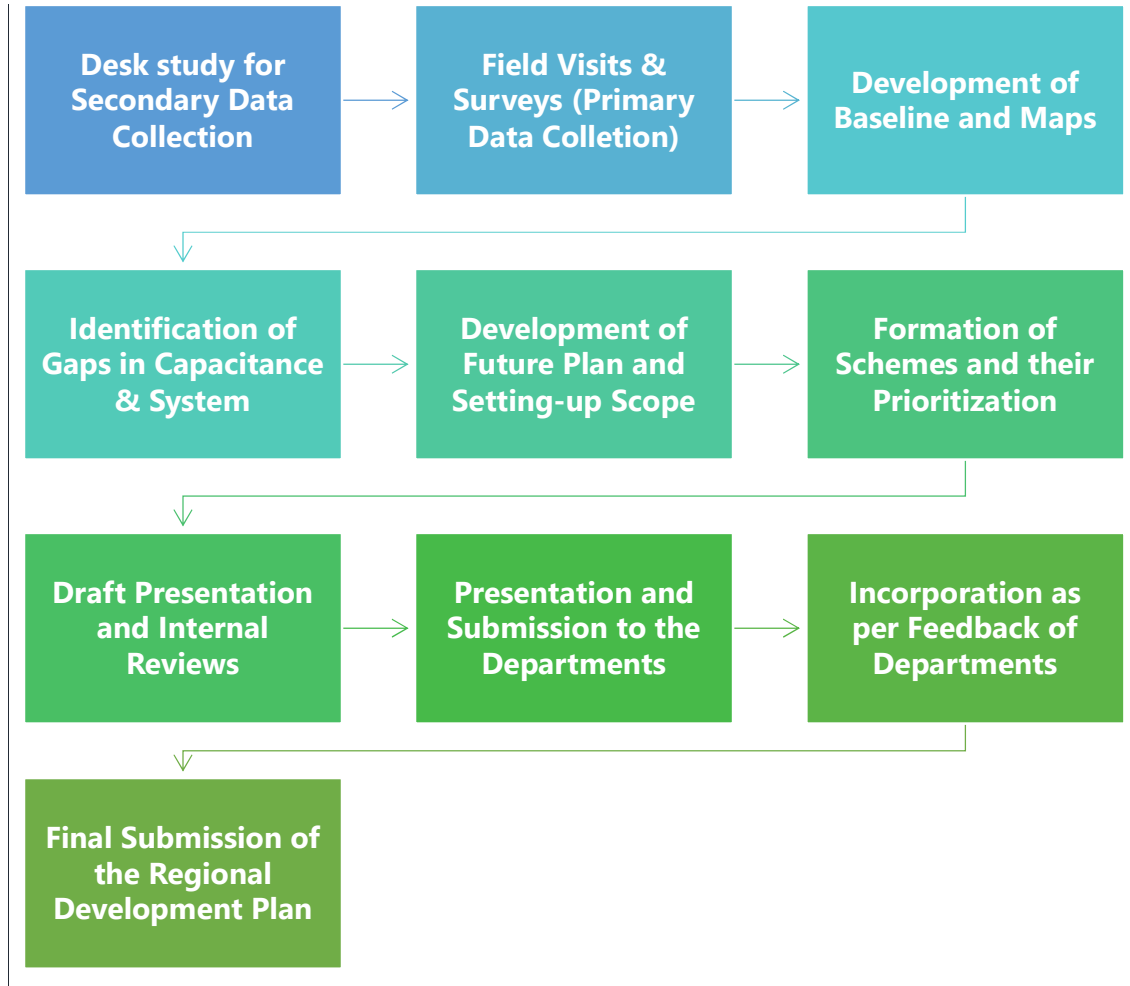 Desk study for
Secondary Data
Collection
Field Visits &
Surveys (Primary
Data Colletion)
Development of
Baseline and Maps
Identification of
Gaps in Capacitance
& System
Development of
Future Plan and
Setting-up Scope
Formation of
Schemes and their
Prioritization
Draft Presentation
and Internal
Reviews
Presentation and
Submission to the
Departments
Incorporation as
per Feedback of
Departments
Final Submission of
the Regional
Development Plan